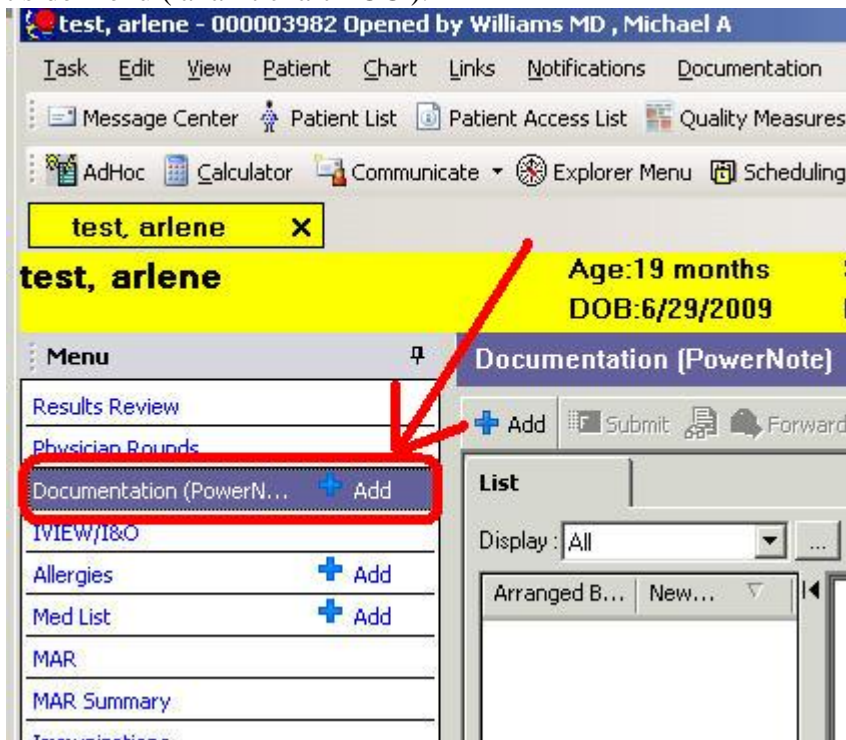 test, arlene - 000003982 Opened by Williams MD , Michael A
Task Edit View Patient Chart Links Notifications Documentation
Message Center Patient List Patient Access List Quality Measures
AdHoc Calculator Communicate Explorer Menu Scheduling
test, arlene
test, arlene
Age:19 months
DOB:6/29/2009
Menu
Results Review
Physician Rounds
Documentation (PowerN... Add
IVIEW/I&O
Allergies Add
Med List Add
MAR
MAR Summary
Documentation (PowerNote)
Add Submit Forward
List
Display : All ...
Arranged B... New...